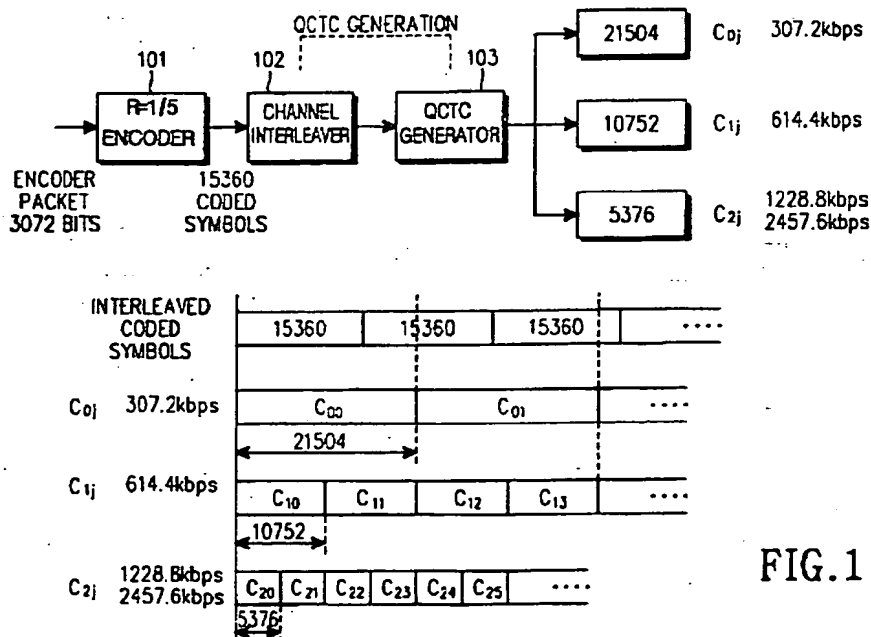 QCTC GENERATION
101
102
103
R=1/5
ENCODER
CHANNEL
INTERLEAVER
QCTC
GENERATOR
ENCODER
PACKET
3072 BITS
15360
CODED
SYMBOLS
21504 C0j 307.2kbps
10752 C1j 614.4kbps
5376 C2j 1228.8kbps
2457.6kbps
INTERLEAVED
CODED
SYMBOLS
15360 15360 15360 ....
C0j 307.2kbps C00 C01 ....
21504
C1j 614.4kbps C10 C11 C12 C13 ....
10752
C2j 1228.8kbps
2457.6kbps
C20 C21 C22 C23 C24 C25 ....
5376
FIG.1